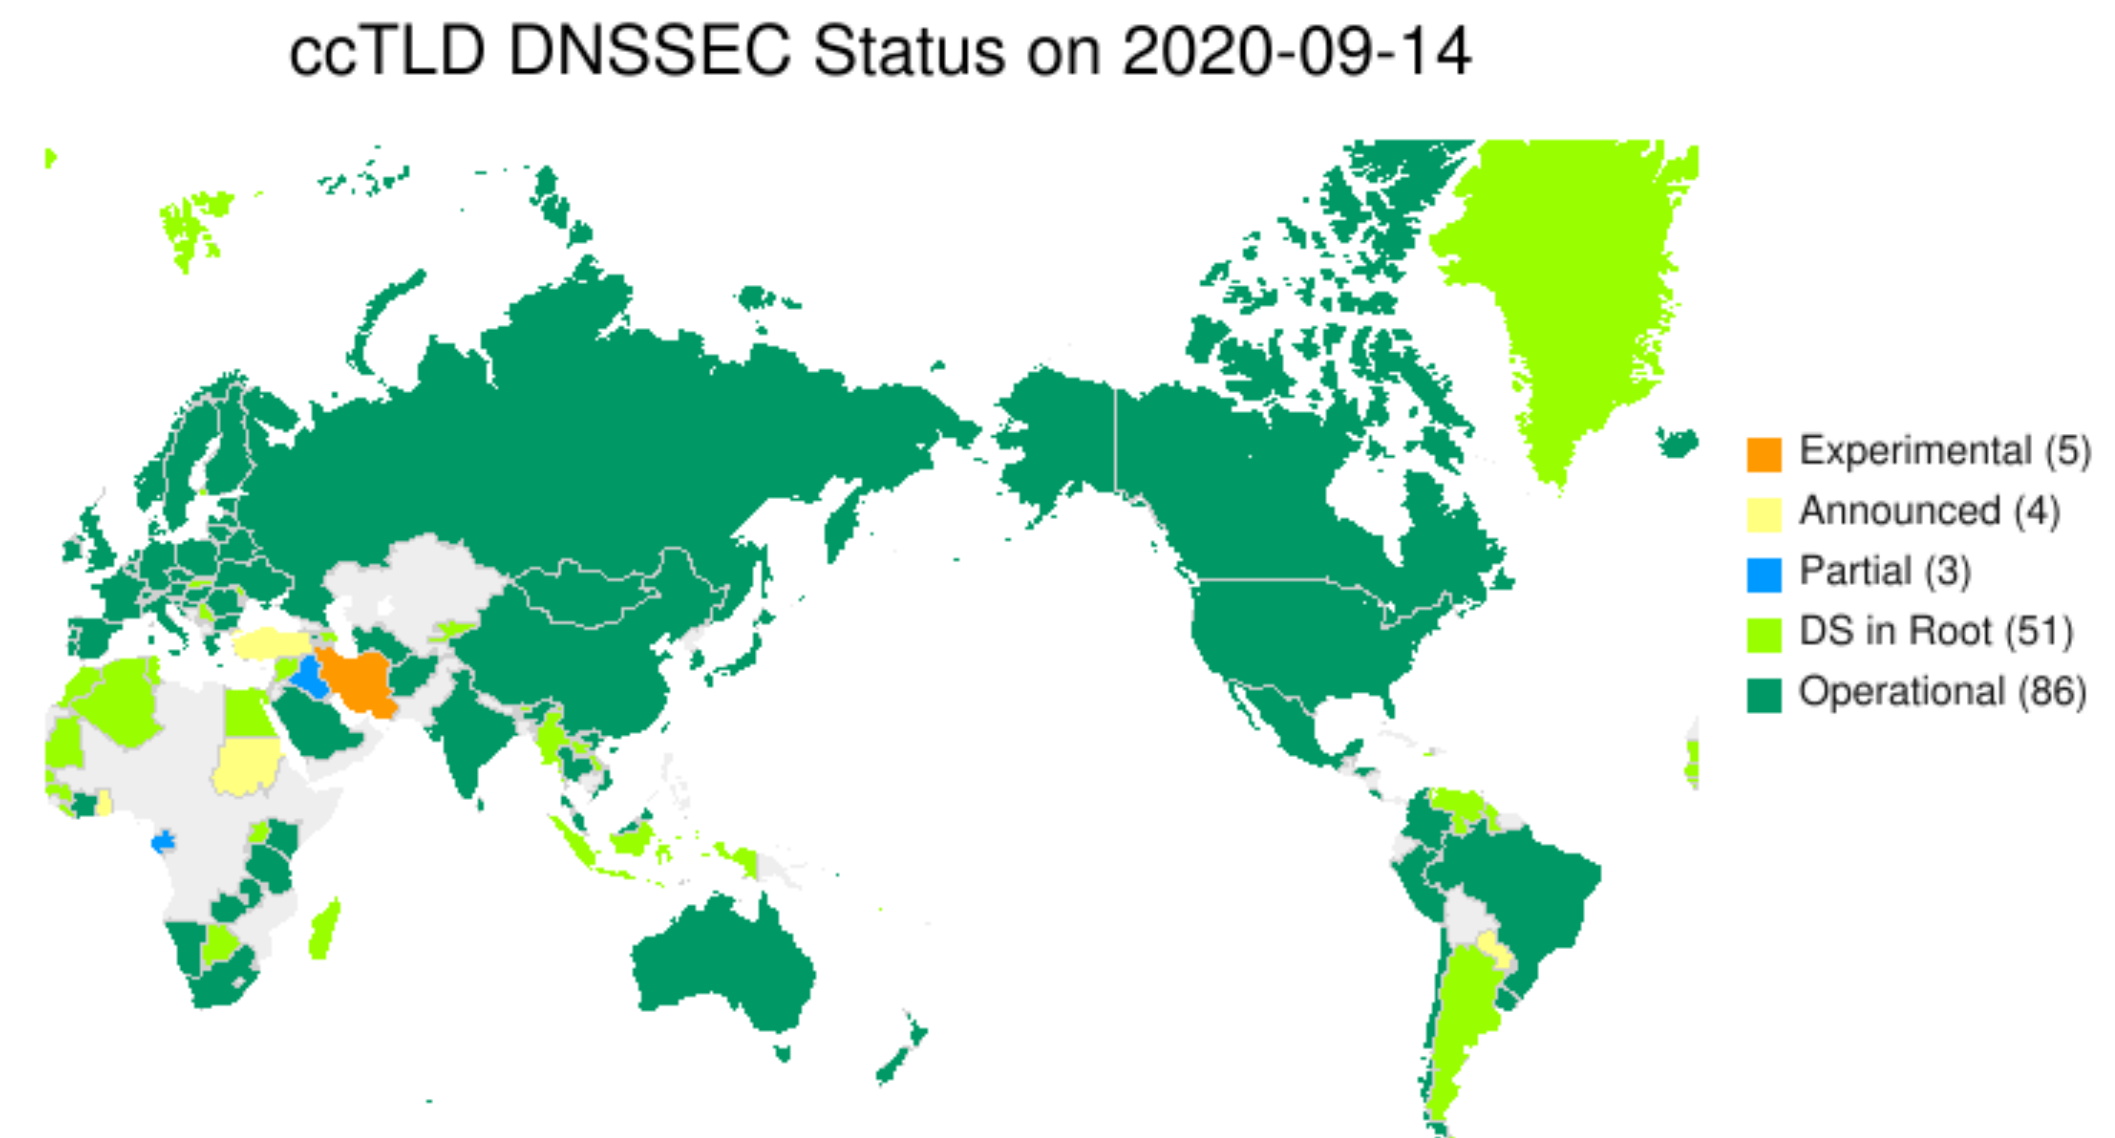 ccTLD DNSSEC Status on 2020-09-14
Experimental (5)
Announced (4)
Partial (3)
DS in Root (51)
Operational (86)